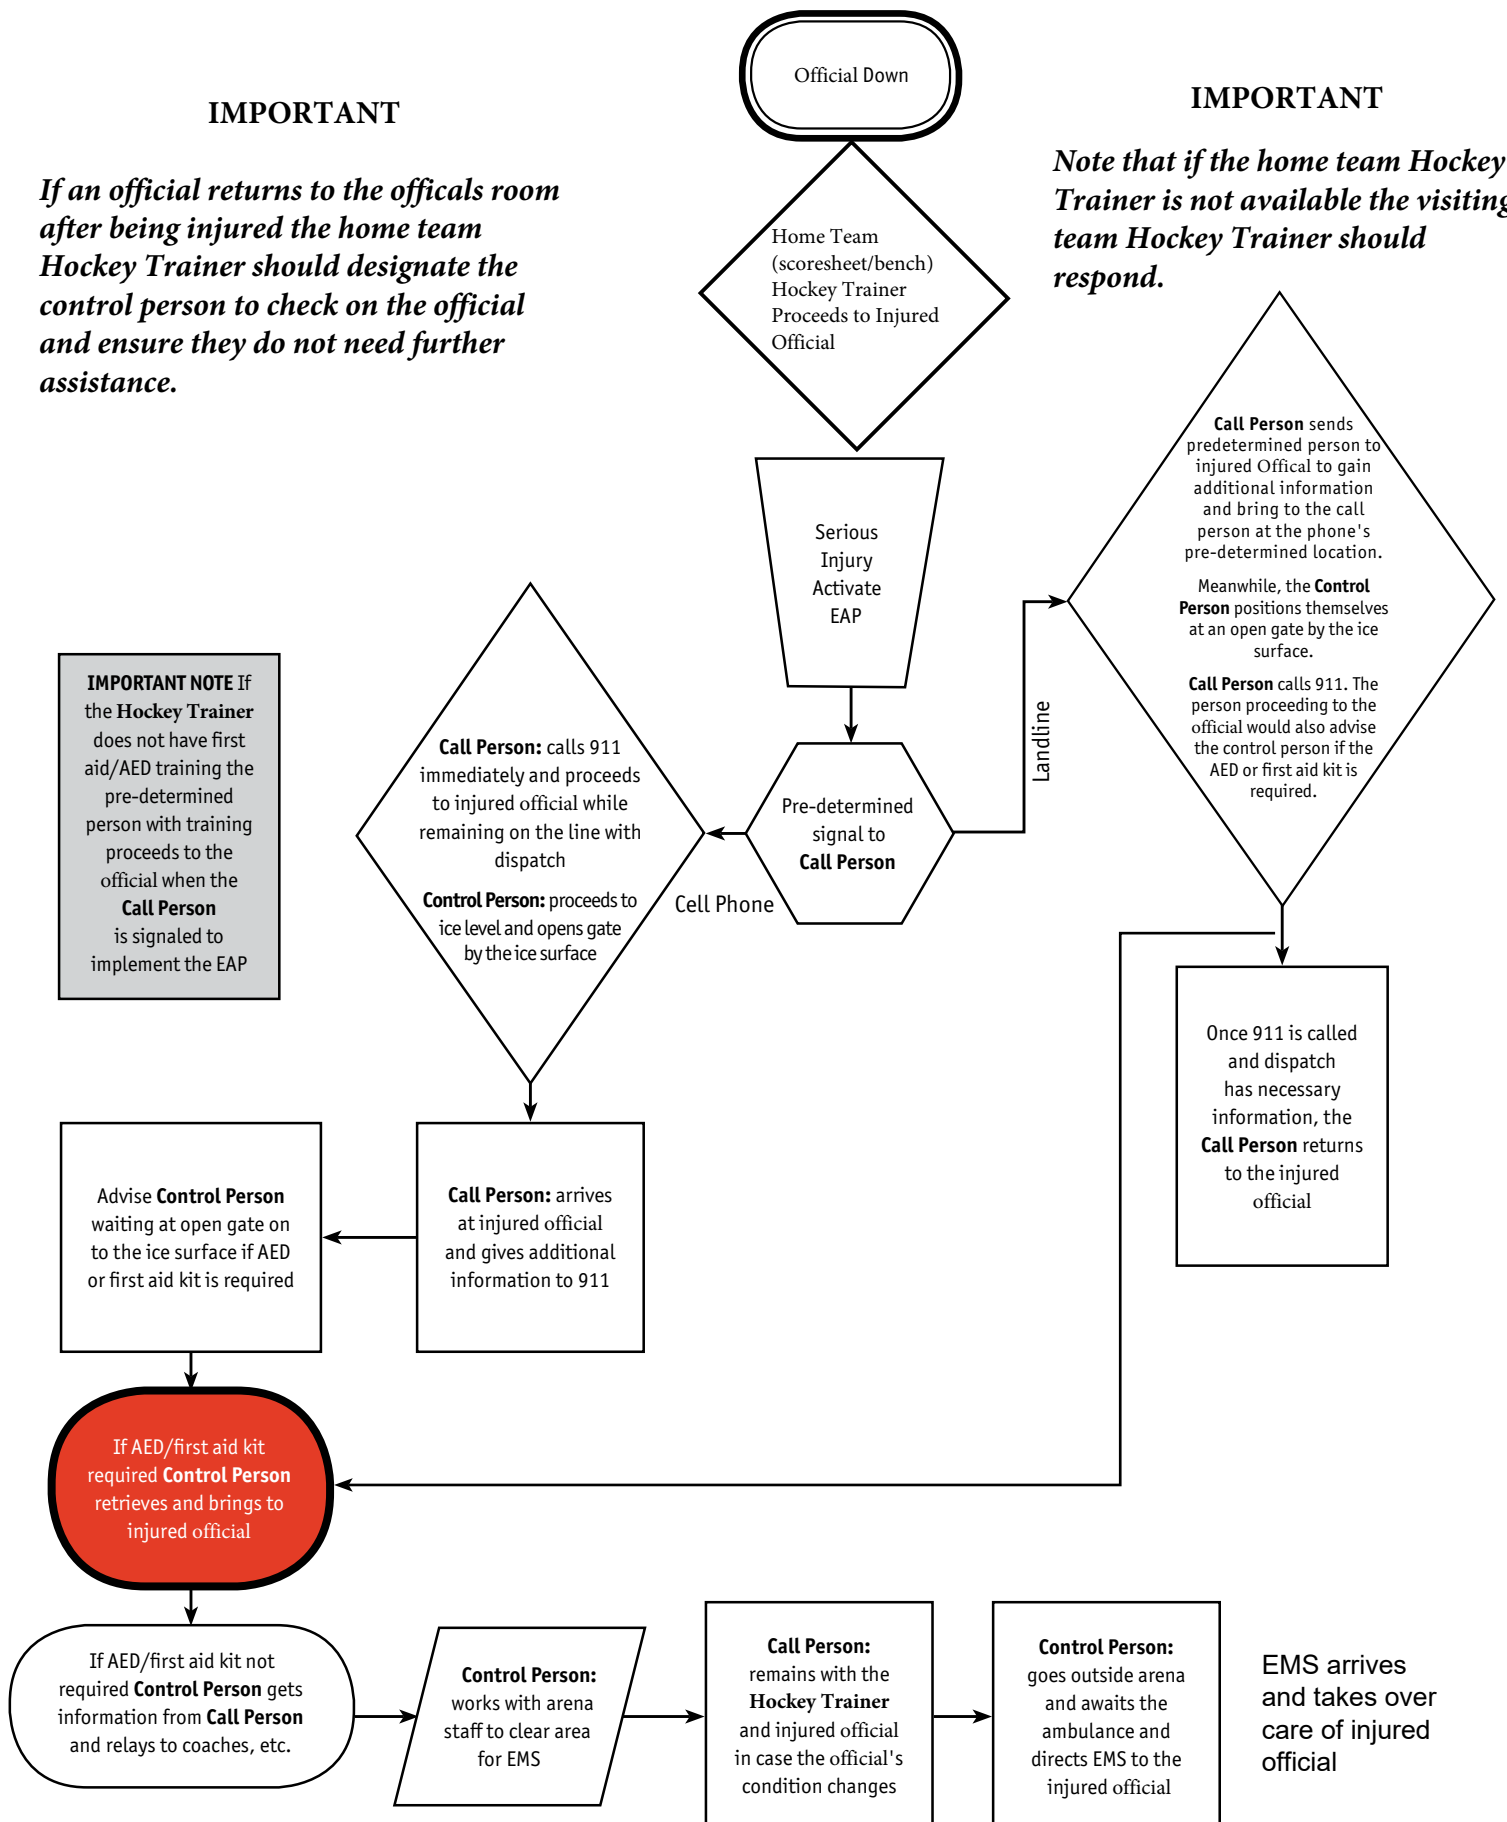 Official Down
IMPORTANT
If an official returns to the officals room
after being injured the home team
Hockey Trainer should designate the
control person to check on the official
and ensure they do not need further
assistance.
IMPORTANT
Note that if the home team Hockey
Trainer is not available the visiting
team Hockey Trainer should
respond.
Home Team
(scoresheet/bench)
Hockey Trainer
Proceeds to Injured
Official
Serious
Injury
Activate
EAP
Pre-determined
signal to
Call Person
Cell Phone
Landline
Call Person sends
predetermined person to
injured Offical to gain
additional information
and bring to the call
person at the phone's
pre-determined location.
Meanwhile, the Control
Person positions themselves
at an open gate by the ice
surface.
Call Person calls 911. The
person proceeding to the
official would also advise
the control person if the
AED or first aid kit is
required.
IMPORTANT NOTE If
the Hockey Trainer
does not have first
aid/AED training the
pre-determined
person with training
proceeds to the
official when the
Call Person
is signaled to
implement the EAP
Call Person: calls 911
immediately and proceeds
to injured official while
remaining on the line with
dispatch
Control Person: proceeds to
ice level and opens gate
by the ice surface
Once 911 is called
and dispatch
has necessary
information, the
Call Person returns
to the injured
official
Call Person: arrives
at injured official
and gives additional
information to 911
Advise Control Person
waiting at open gate on
to the ice surface if AED
or first aid kit is required
If AED/first aid kit
required Control Person
retrieves and brings to
injured official
If AED/first aid kit not
required Control Person gets
information from Call Person
and relays to coaches, etc.
Control Person:
works with arena
staff to clear area
for EMS
Call Person:
remains with the
Hockey Trainer
and injured official
in case the official's
condition changes
Control Person:
goes outside arena
and awaits the
ambulance and
directs EMS to the
injured official
EMS arrives
and takes over
care of injured
official